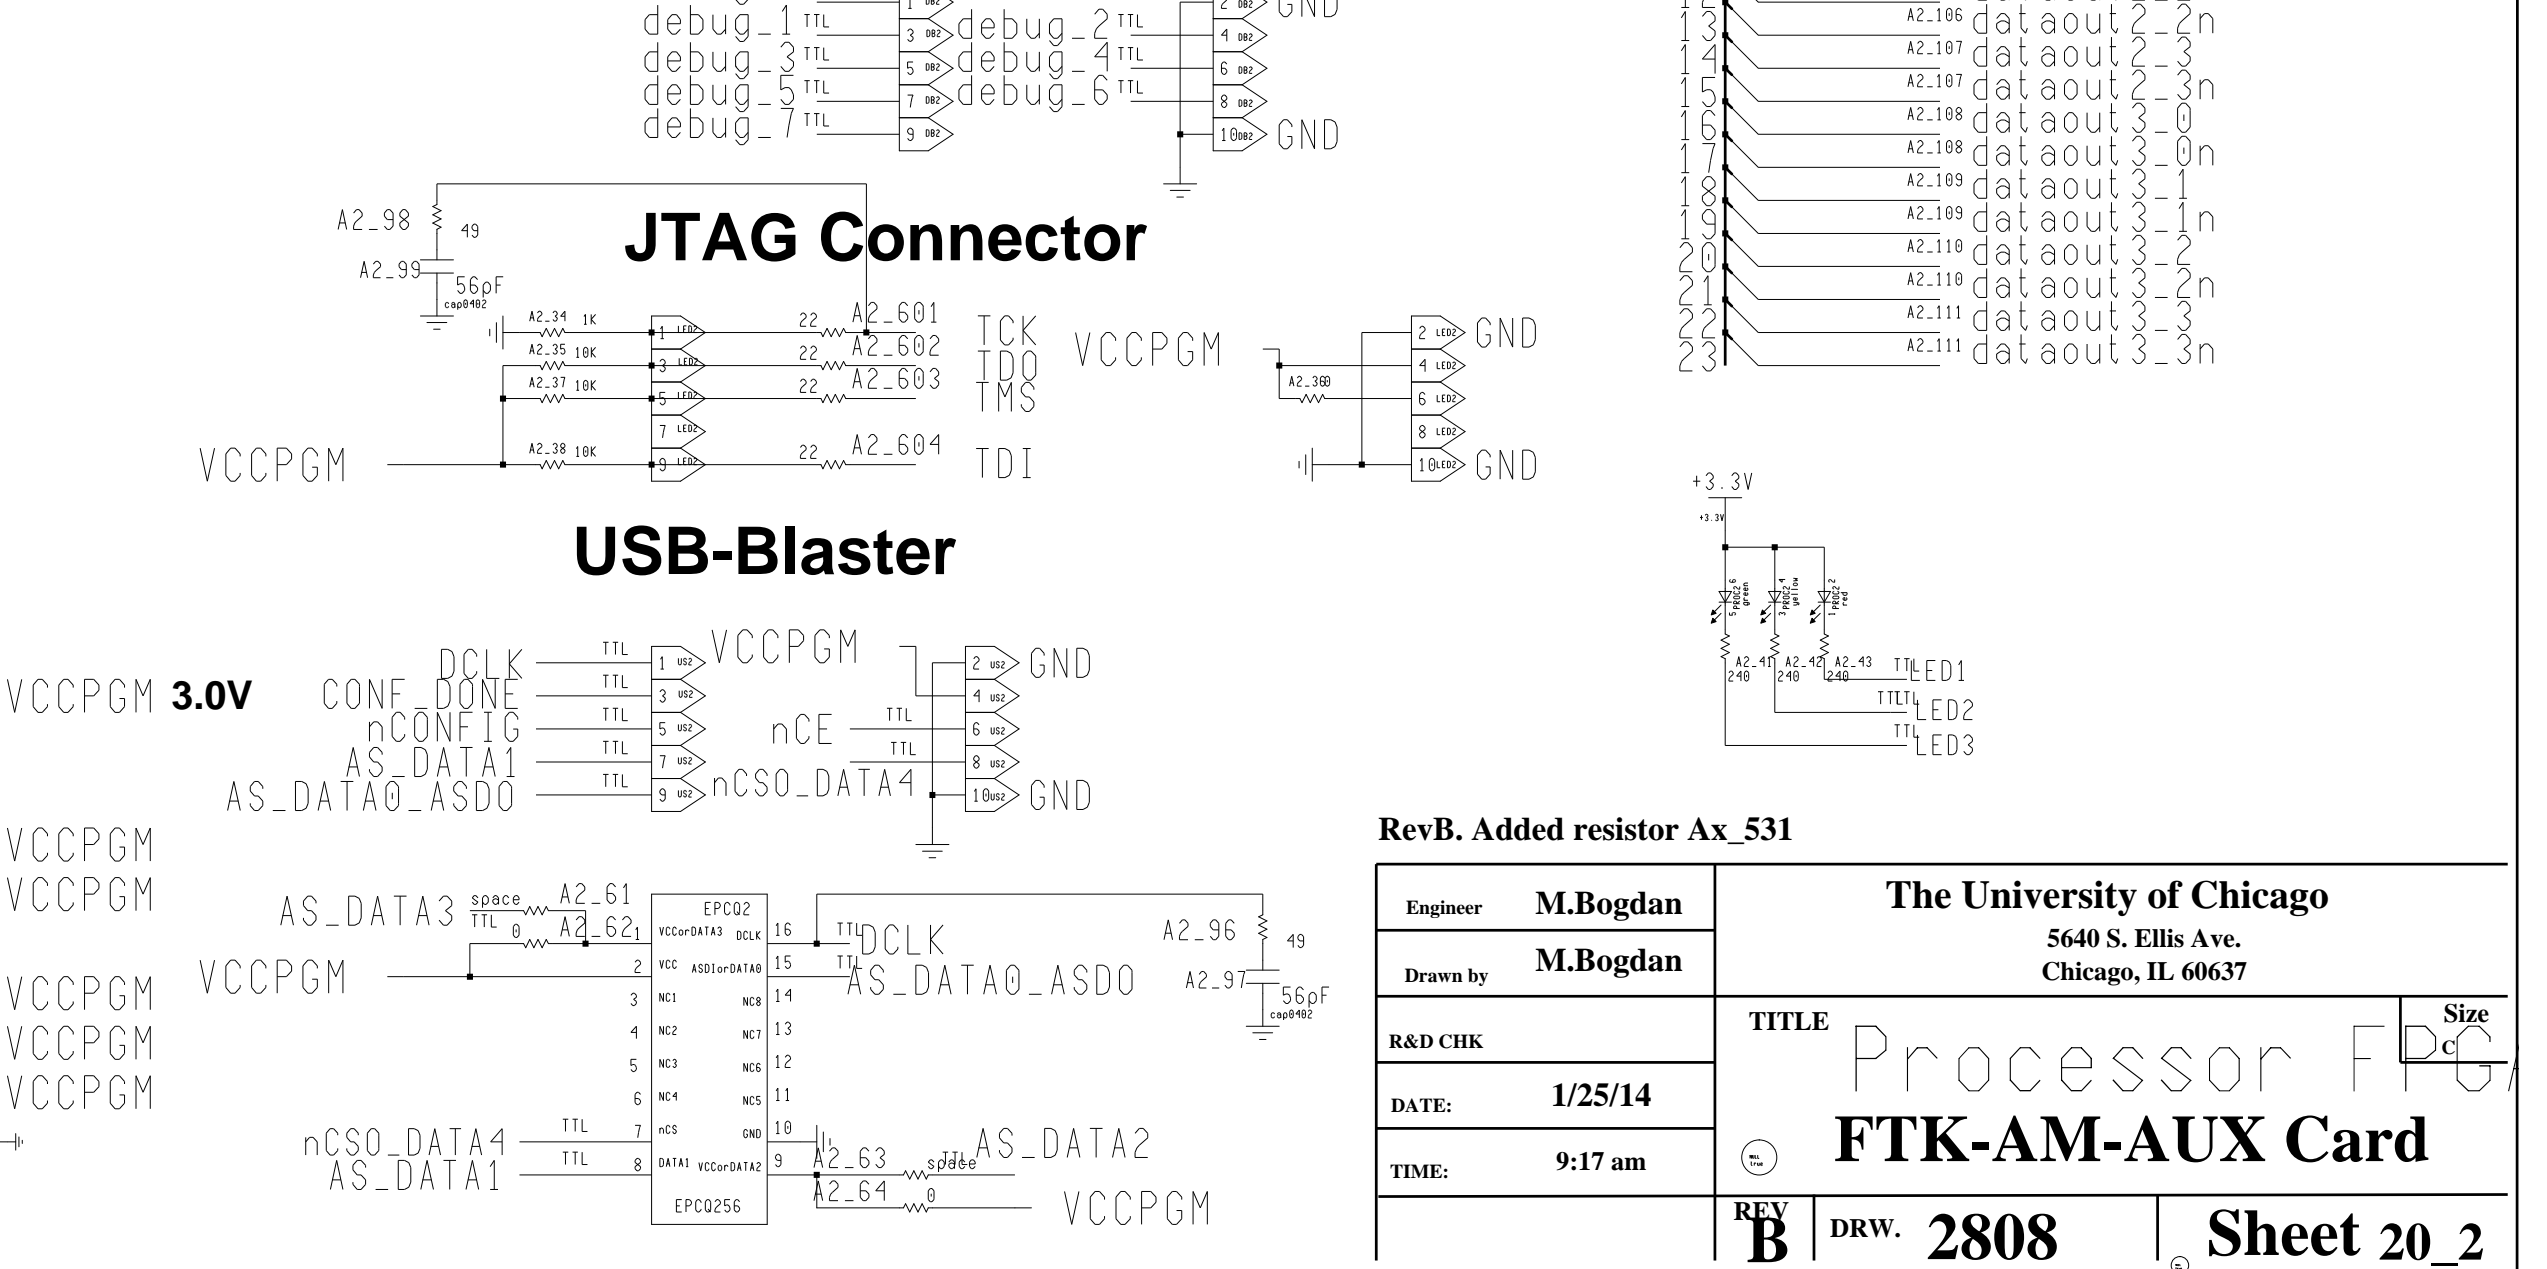 debug_1 TTL 3 DB2 debug_2 TTL 4 DB2
debug_3 TTL 5 DB2 debug_4 TTL 6 DB2
debug_5 TTL 7 DB2 debug_6 TTL 8 DB2
debug_7 TTL 9 DB2 10 DB2 GND
GND
13 A2_106 dataout2_2n
14 A2_107 dataout2_3
15 A2_107 dataout2_3n
16 A2_108 dataout3_0
17 A2_108 dataout3_0n
18 A2_109 dataout3_1
19 A2_109 dataout3_1n
20 A2_110 dataout3_2
21 A2_110 dataout3_2n
22 A2_111 dataout3_3
23 A2_111 dataout3_3n
JTAG Connector
A2_98 49
A2_99 56pF
cap0402
A2_34 1K 1 LED2 22 A2_601 TCK
A2_35 10K 3 LED2 22 A2_602 TDO
A2_37 10K 5 LED2 22 A2_603 TMS
7 LED2
VCCPGM A2_38 10K 9 LED2 22 A2_604 TDI
VCCPGM
2 LED2 GND
4 LED2
A2_36 0 6 LED2
8 LED2
10 LED2 GND
USB-Blaster
+3.3V
+3.3V
PROC2 6 5 green
PROC2 4 3 yellow
PROC2 2 1 red
A2_41 A2_42 A2_43
240 240 240
TTL LED1
TTL TTL LED2
TTL LED3
VCCPGM 3.0V
DCLK TTL 1 US2 VCCPGM 2 US2 GND
CONF_DONE TTL 3 US2 4 US2
nCONFIG TTL 5 US2 nCE TTL 6 US2
AS_DATA1 TTL 7 US2 TTL 8 US2
AS_DATA0_ASDO TTL 9 US2 nCSO_DATA4 10 US2 GND
VCCPGM
VCCPGM
VCCPGM
VCCPGM
VCCPGM
AS_DATA3 space TTL A2_61
0 A2_62
VCCPGM
EPCQ2
1 VCCorDATA3 DCLK 16 TTL DCLK
2 VCC ASDIorDATA0 15 TTL AS_DATA0_ASDO
3 NC1 NC8 14
4 NC2 NC7 13
5 NC3 NC6 12
6 NC4 NC5 11
nCSO_DATA4 TTL 7 nCS GND 10
AS_DATA1 TTL 8 DATA1 VCCorDATA2 9
EPCQ256
A2_63 space TTL AS_DATA2
A2_64 0 VCCPGM
A2_96 49
A2_97 56pF
cap0402
RevB. Added resistor Ax_531
Engineer M.Bogdan
Drawn by M.Bogdan
R&D CHK
DATE: 1/25/14
TIME: 9:17 am
The University of Chicago
5640 S. Ellis Ave.
Chicago, IL 60637
TITLE
Size
C
Processor FPGA
FTK-AM-AUX Card
REV B DRW. 2808 Sheet 20_2